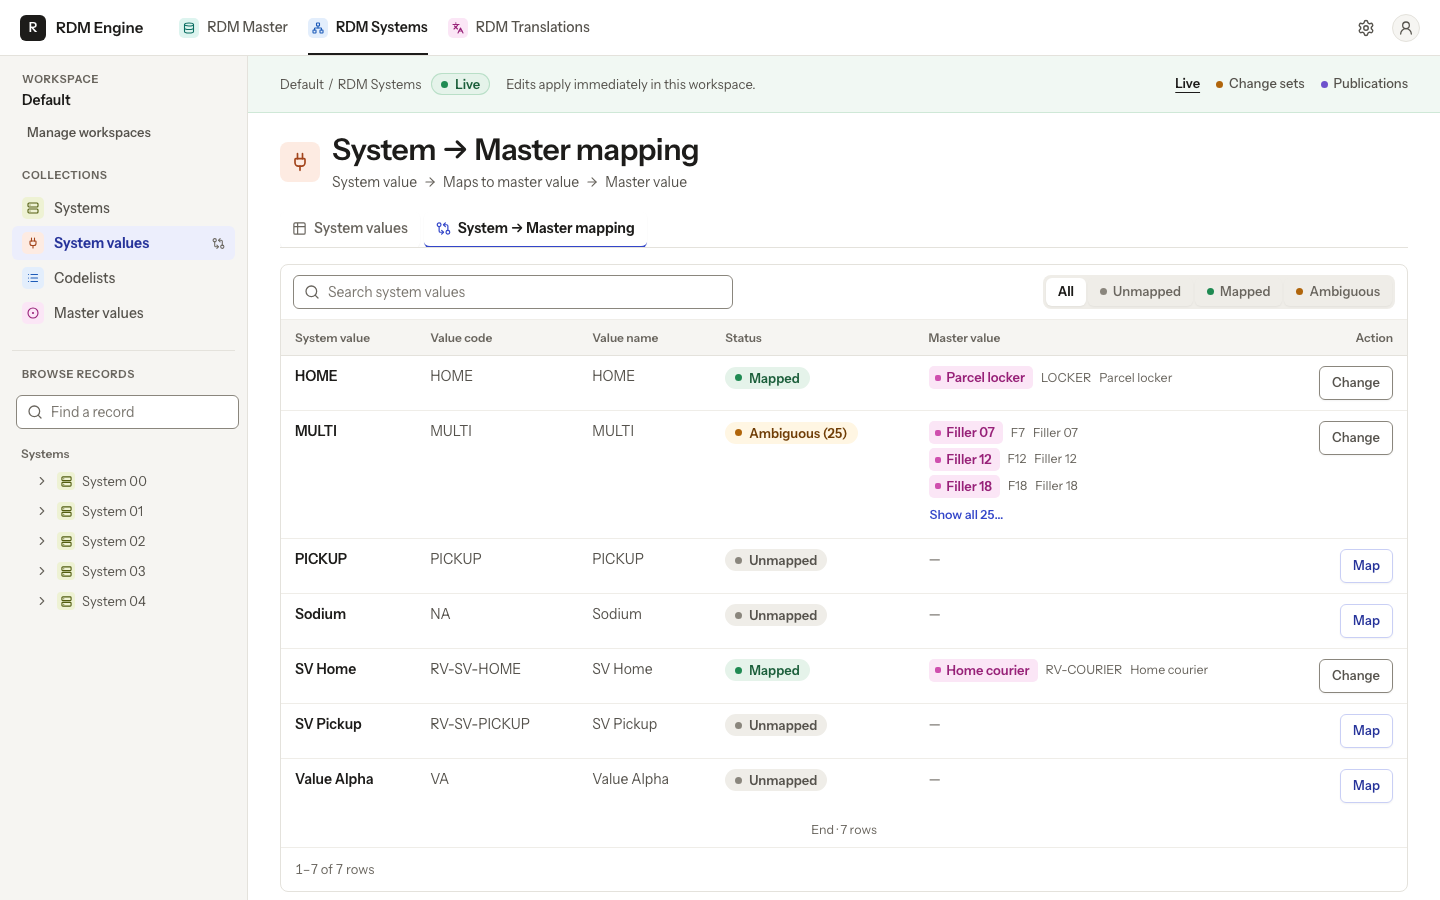 R RDM Engine RDM Master RDM Systems RDM Translations
WORKSPACE
Default
Manage workspaces
COLLECTIONS
Systems
System values
Codelists
Master values
BROWSE RECORDS
Find a record
Systems
System 00
System 01
System 02
System 03
System 04
Default / RDM Systems Live Edits apply immediately in this workspace. Live Change sets Publications
System → Master mapping
System value → Maps to master value → Master value
System values System → Master mapping
Search system values All Unmapped Mapped Ambiguous
System value Value code Value name Status Master value Action
HOME HOME HOME Mapped Parcel locker LOCKER Parcel locker Change
MULTI MULTI MULTI Ambiguous (25) Filler 07 F7 Filler 07 Change
Filler 12 F12 Filler 12
Filler 18 F18 Filler 18
Show all 25...
PICKUP PICKUP PICKUP Unmapped — Map
Sodium NA Sodium Unmapped — Map
SV Home RV-SV-HOME SV Home Mapped Home courier RV-COURIER Home courier Change
SV Pickup RV-SV-PICKUP SV Pickup Unmapped — Map
Value Alpha VA Value Alpha Unmapped — Map
End · 7 rows
1–7 of 7 rows